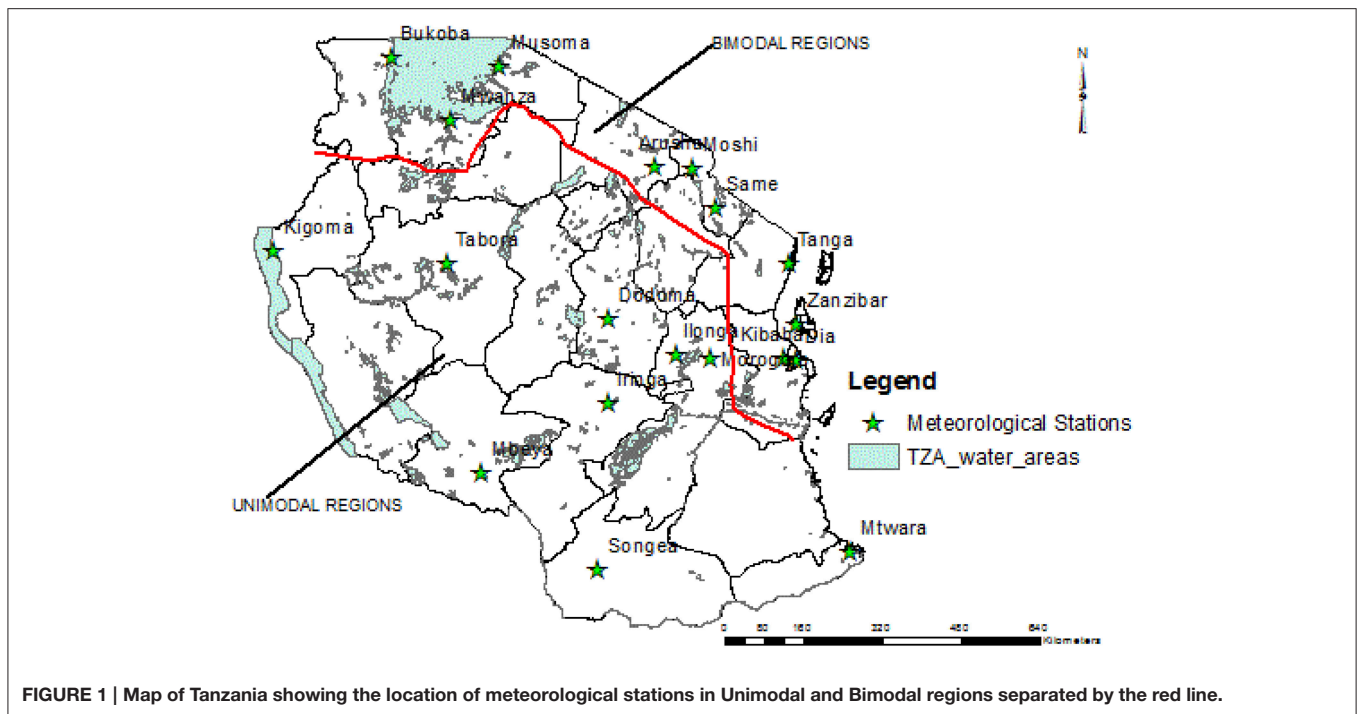 Bukoba
Musoma
BIMODAL REGIONS
N
Mwanza
Arusha
Moshi
Same
Kigoma
Tabora
Tanga
Dodoma
Zanzibar
Ilonga
Kibaha
Dia
Morogoro
Iringa
Legend
Meteorological Stations
TZA_water_areas
Mbeya
UNIMODAL REGIONS
Mtwara
Songea
0 80 160 320 480 640
Kilometers
FIGURE 1 | Map of Tanzania showing the location of meteorological stations in Unimodal and Bimodal regions separated by the red line.